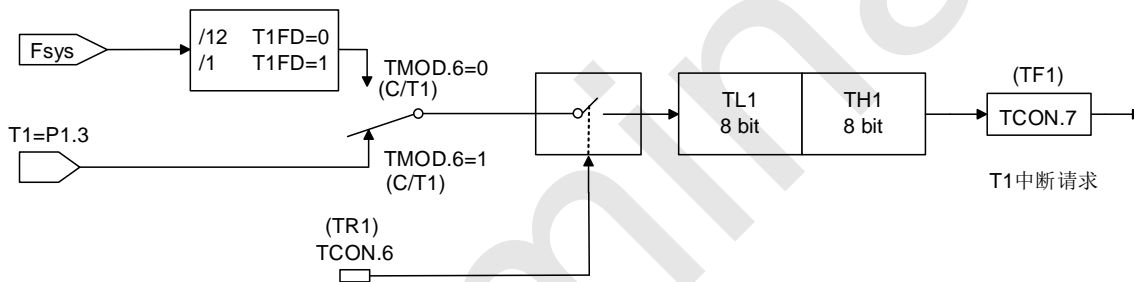 Fsys
/12 T1FD=0
/1 T1FD=1
TMOD.6=0
(C/T1)
T1=P1.3
TMOD.6=1
(C/T1)
(TR1)
TCON.6
TL1
8 bit
TH1
8 bit
(TF1)
TCON.7
T1中断请求
mina